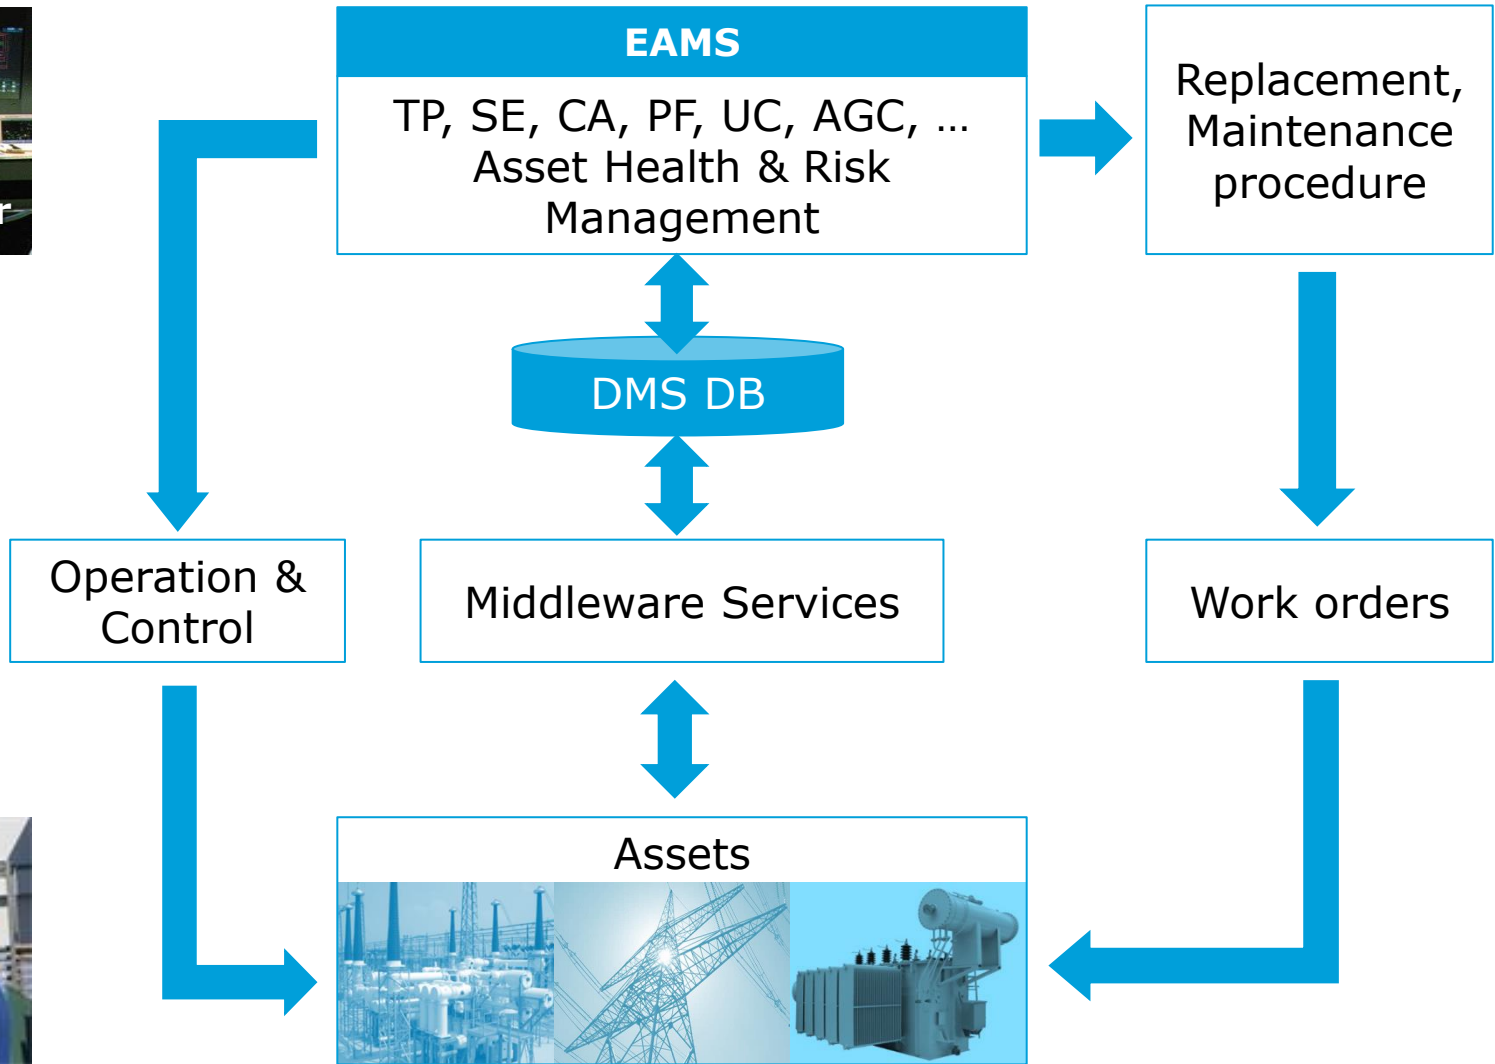 EAMS
TP, SE, CA, PF, UC, AGC, ...
Asset Health & Risk
Management
Replacement,
Maintenance
procedure
DMS DB
Operation &
Control
Middleware Services
Work orders
Assets